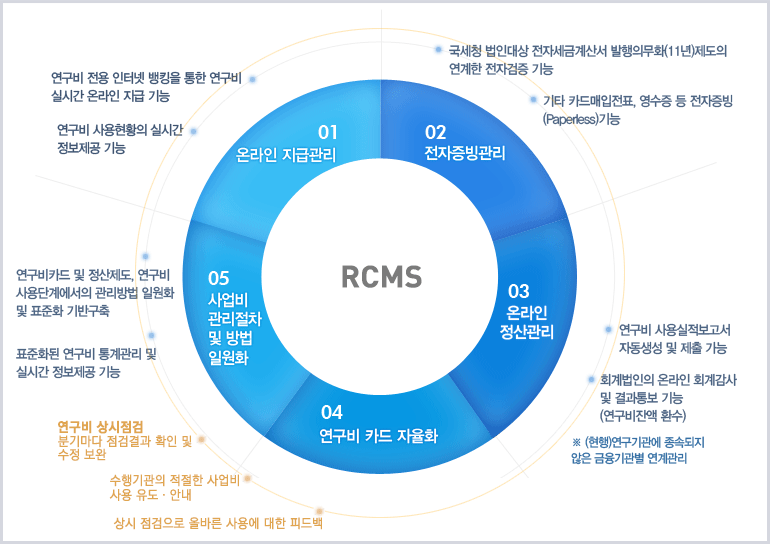 연구비 전용 인터넷 뱅킹을 통한 연구비
실시간 온라인 지급 기능
연구비 사용현황의 실시간
정보제공 기능
국세청 법인대상 전자세금계산서 발행의무화(11년)제도의
연계한 전자검증 기능
기타 카드매입전표, 영수증 등 전자증빙
(Paperless)기능
01
온라인 지급관리
02
전자증빙관리
RCMS
03
온라인
정산관리
04
연구비 카드 자율화
05
사업비
관리절차
및 방법
일원화
연구비카드 및 정산제도, 연구비
사용단계에서의 관리방법 일원화
및 표준화 기반구축
표준화된 연구비 통계관리 및
실시간 정보제공 기능
연구비 사용실적보고서
자동생성 및 제출 기능
회계법인의 온라인 회계감사
및 결과통보 기능
(연구비잔액 환수)
※ (현행)연구기관에 종속되지
않은 금융기관별 연계관리
연구비 상시점검
분기마다 점검결과 확인 및
수정 보완
수행기관의 적절한 사업비
사용 유도 · 안내
상시 점검으로 올바른 사용에 대한 피드백